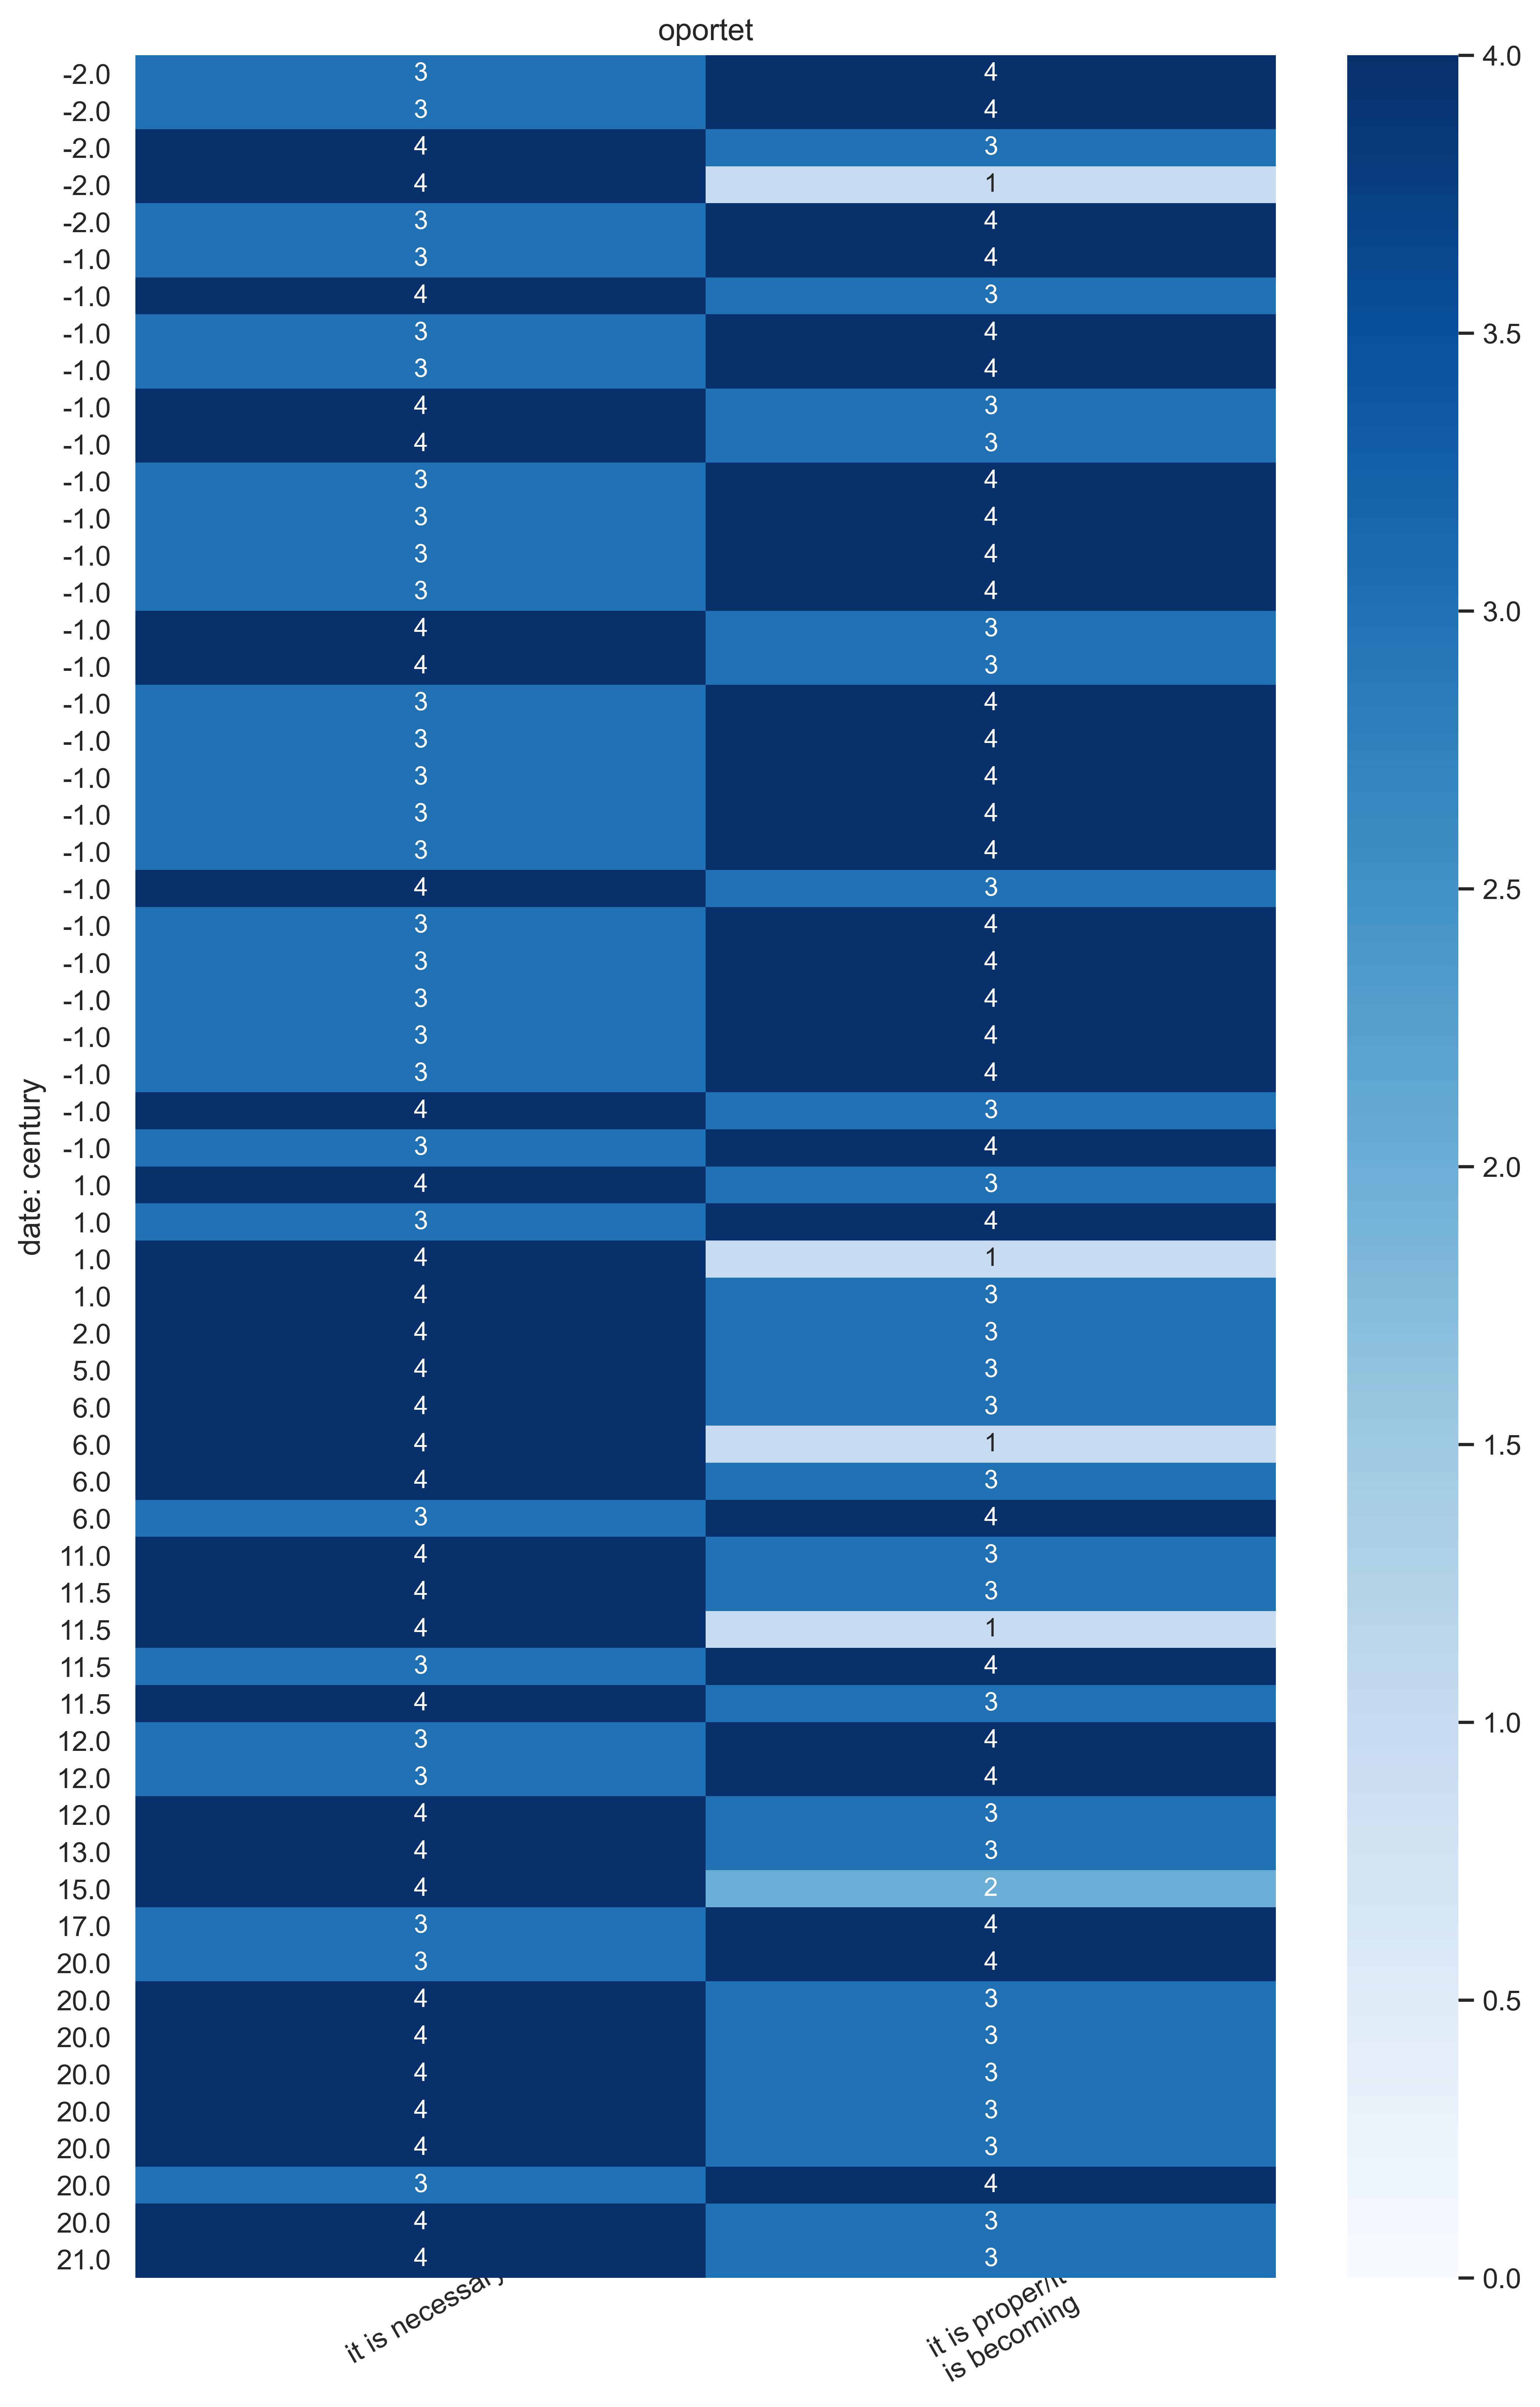 oportet
-2.0 3 4 4.0
-2.0 3 4
-2.0 4 3
-2.0 4 1
-2.0 3 4
-1.0 3 4
-1.0 4 3
-1.0 3 4 3.5
-1.0 3 4
-1.0 4 3
-1.0 4 3
-1.0 3 4
-1.0 3 4
-1.0 3 4
-1.0 3 4 3.0
-1.0 4 3
-1.0 4 3
-1.0 3 4
-1.0 3 4
-1.0 3 4
-1.0 3 4
-1.0 3 4
-1.0 4 3 2.5
-1.0 3 4
-1.0 3 4
-1.0 3 4
-1.0 3 4
-1.0 3 4
-1.0 4 3
-1.0 3 4 2.0
date: century
1.0 4 3
1.0 3 4
1.0 4 1
1.0 4 3
2.0 4 3
5.0 4 3
6.0 4 3
6.0 4 1 1.5
6.0 4 3
6.0 3 4
11.0 4 3
11.5 4 3
11.5 4 1
11.5 3 4
11.5 4 3 1.0
12.0 3 4
12.0 3 4
12.0 4 3
13.0 4 3
15.0 4 2
17.0 3 4
20.0 3 4
20.0 4 3 0.5
20.0 4 3
20.0 4 3
20.0 4 3
20.0 4 3
20.0 3 4
20.0 4 3
21.0 4 3 0.0
it is necessary
it is proper/it
is becoming